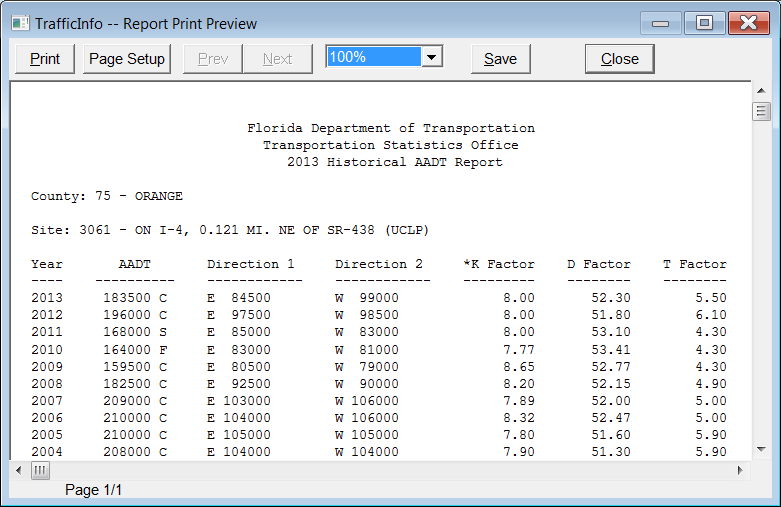 TrafficInfo -- Report Print Preview
Print Page Setup Prev Next 100% Save Close
Florida Department of Transportation
Transportation Statistics Office
2013 Historical AADT Report
County: 75 - ORANGE
Site: 3061 - ON I-4, 0.121 MI. NE OF SR-438 (UCLP)
Year AADT Direction 1 Direction 2 *K Factor D Factor T Factor
---- ---------- ------------ ------------ --------- -------- --------
2013 183500 C E 84500 W 99000 8.00 52.30 5.50
2012 196000 C E 97500 W 98500 8.00 51.80 6.10
2011 168000 S E 85000 W 83000 8.00 53.10 4.30
2010 164000 F E 83000 W 81000 7.77 53.41 4.30
2009 159500 C E 80500 W 79000 8.65 52.77 4.30
2008 182500 C E 92500 W 90000 8.20 52.15 4.90
2007 209000 C E 103000 W 106000 7.89 52.00 5.00
2006 210000 C E 104000 W 106000 8.32 52.47 5.00
2005 210000 C E 105000 W 105000 7.80 51.60 5.90
2004 208000 C E 104000 W 104000 7.90 51.30 5.90
Page 1/1